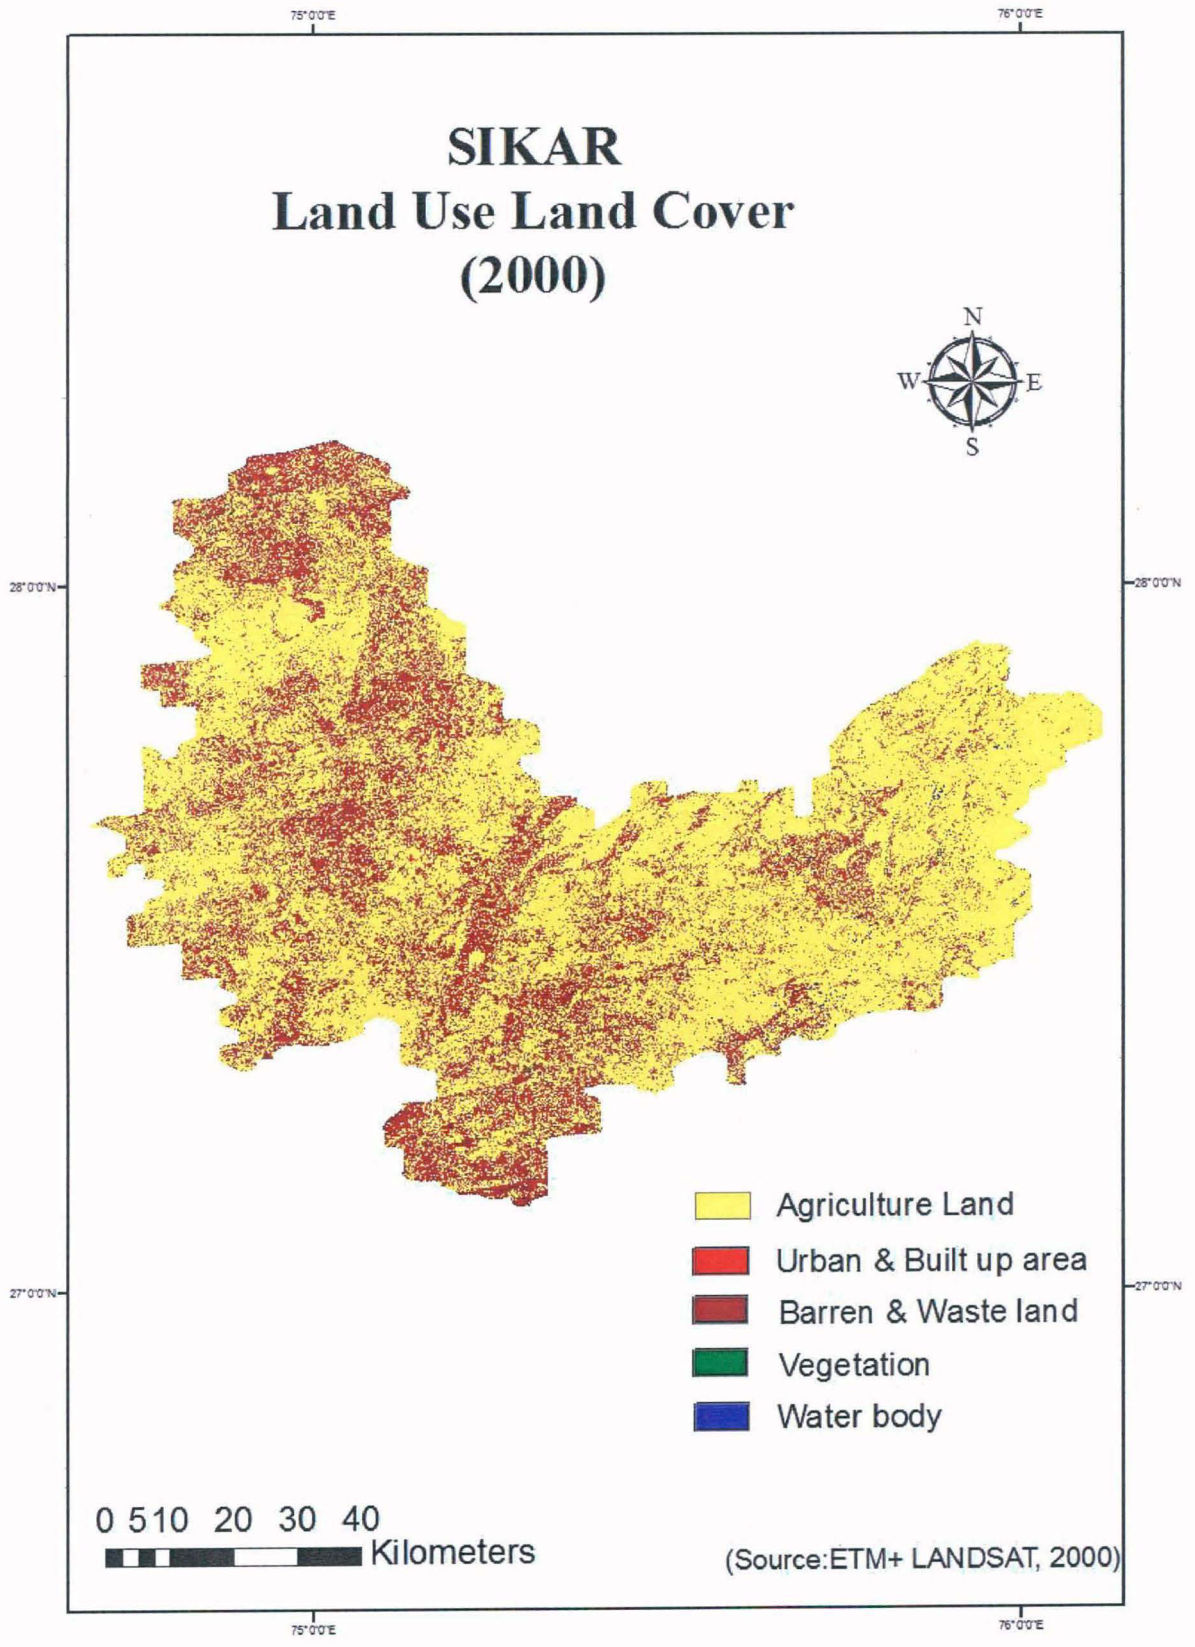 75°0'0"E 76°0'0"E
SIKAR
Land Use Land Cover
(2000)
N
W E
S
28°0'0"N 28°0'0"N
Agriculture Land
Urban & Built up area
27°0'0"N 27°0'0"N
Barren & Waste land
Vegetation
Water body
0 5 10 20 30 40
Kilometers
(Source:ETM+ LANDSAT, 2000)
75°0'0"E 76°0'0"E